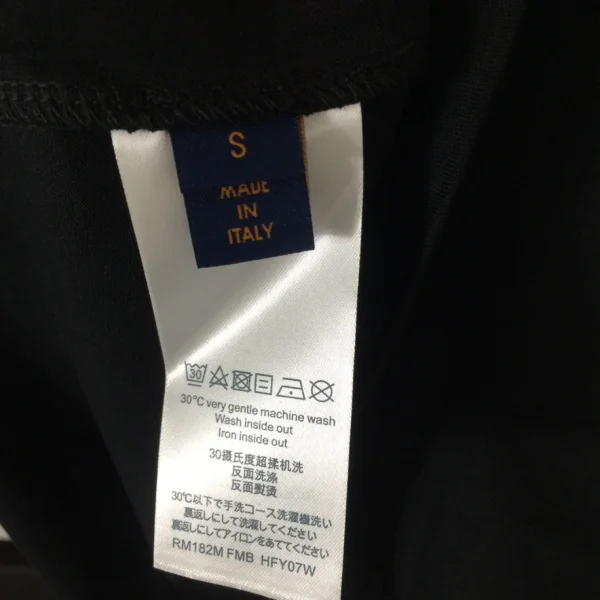 S
MADE
IN
ITALY
30
30°C very gentle machine wash
Wash inside out
Iron inside out
30摄氏度超揉机洗
反面洗涤
反面熨烫
30℃以下で手洗コース洗濯機洗い
裏返しにして洗濯してください
裏返しにしてアイロンをあててください
RM182M FMB HFY07W